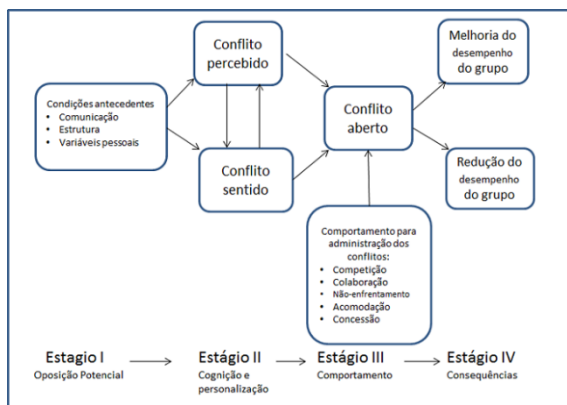 Condições antecedentes
• Comunicação
• Estrutura
• Variáveis pessoais
Conflito
percebido
Conflito
sentido
Conflito
aberto
Comportamento para
administração dos
conflitos:
• Competição
• Colaboração
• Não-enfrentamento
• Acomodação
• Concessão
Melhoria do
desempenho
do grupo
Redução do
desempenho
do grupo
Estagio I
Oposição Potencial
Estágio II
Cognição e
personalização
Estágio III
Comportamento
Estágio IV
Consequências